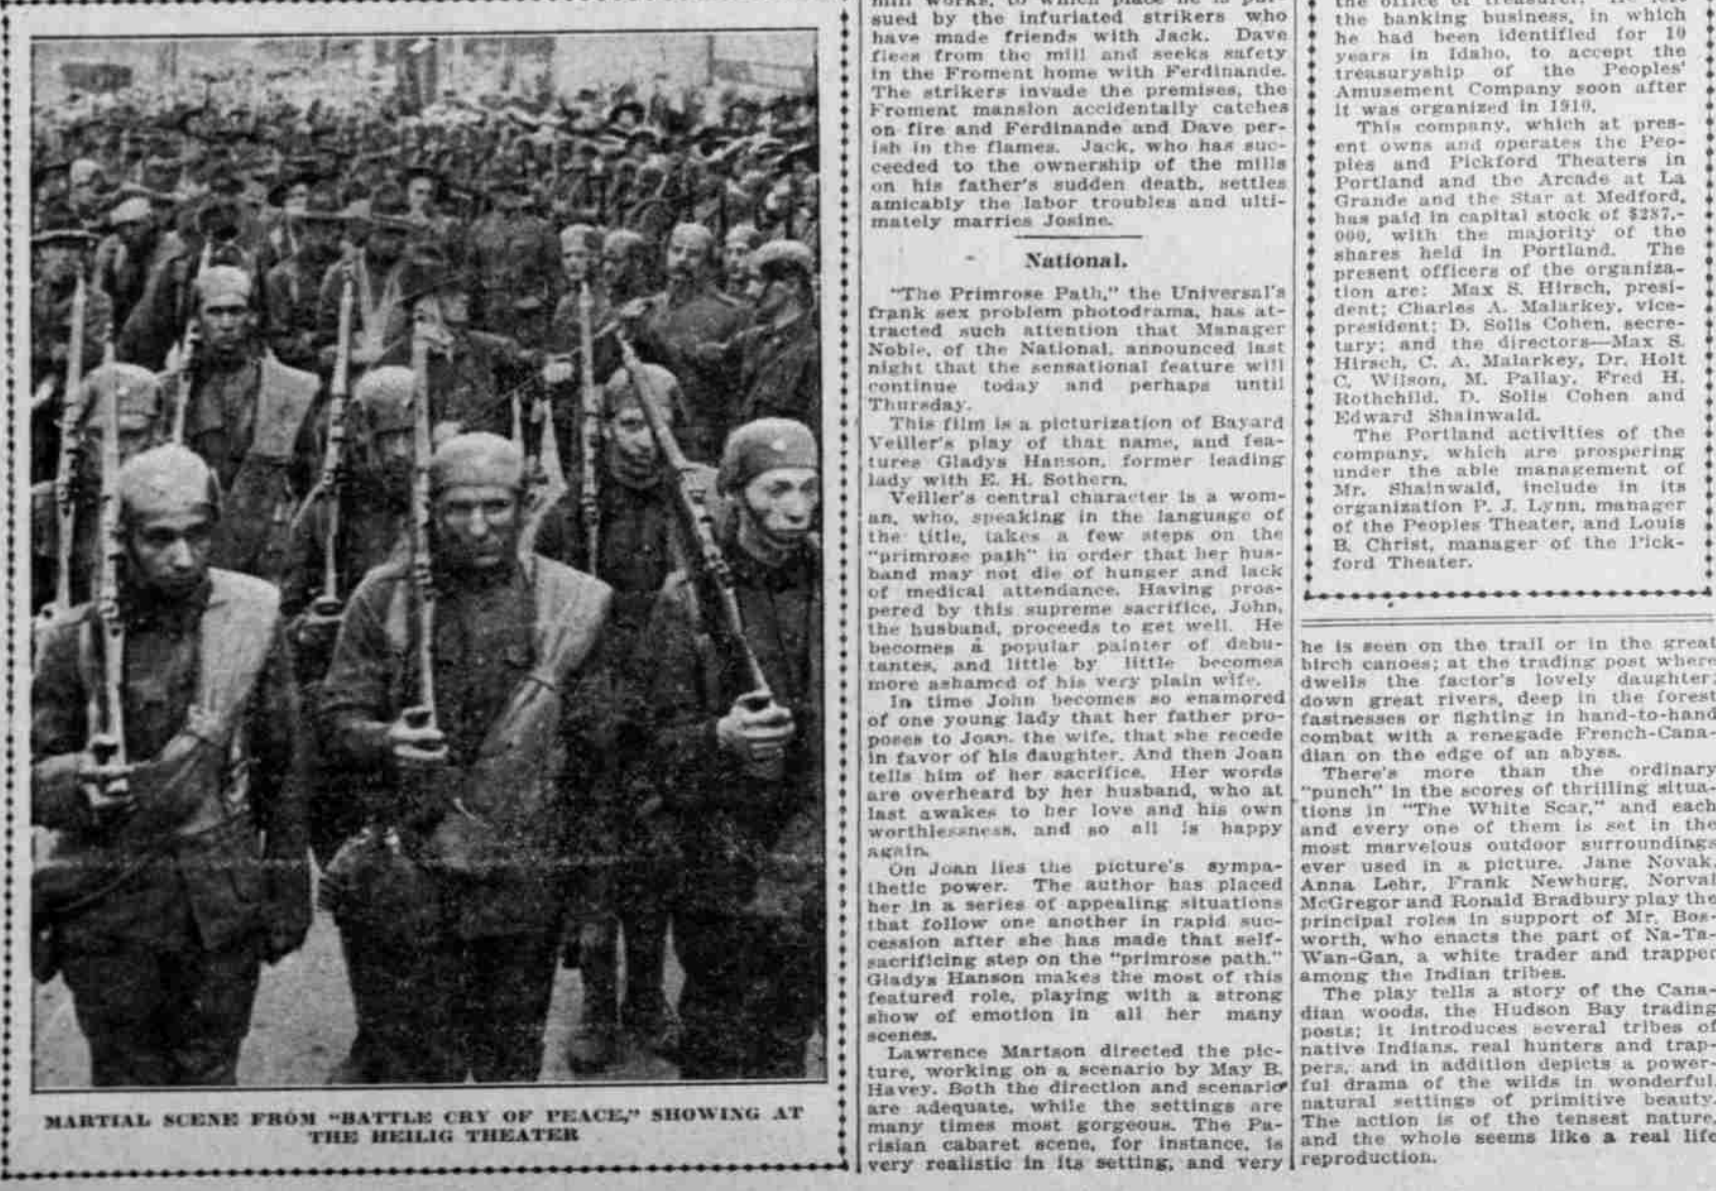 MARTIAL SCENE FROM "BATTLE CRY OF PEACE," SHOWING AT
THE HEILIG THEATER
mill works, to which place he is pur-
sued by the infuriated strikers who
have made friends with Jack. Dave
flees from the mill and seeks safety
in the Froment home with Ferdinande.
The strikers invade the premises, the
Froment mansion accidentally catches
on fire and Ferdinande and Dave per-
ish in the flames. Jack, who has suc-
ceeded to the ownership of the mills
on his father's sudden death, settles
amicably the labor troubles and ulti-
mately marries Josine.
National.
"The Primrose Path," the Universal's
frank sex problem photodrama, has at-
tracted such attention that Manager
Noble, of the National, announced last
night that the sensational feature will
continue today and perhaps until
Thursday.
This film is a picturization of Bayard
Veiller's play of that name, and fea-
tures Gladys Hanson, former leading
lady with E. H. Sothern.
Veiller's central character is a wom-
an, who, speaking in the language of
the title, takes a few steps on the
"primrose path" in order that her hus-
band may not die of hunger and lack
of medical attendance. Having pros-
pered by this supreme sacrifice, John,
the husband, proceeds to get well. He
becomes a popular painter of debu-
tantes, and little by little becomes
more ashamed of his very plain wife.
In time John becomes so enamored
of one young lady that her father pro-
poses to Joan, the wife, that she recede
in favor of his daughter. And then Joan
tells him of her sacrifice. Her words
are overheard by her husband, who at
last awakes to her love and his own
worthlessness, and so all is happy
again.
On Joan lies the picture's sympa-
thetic power. The author has placed
her in a series of appealing situations
that follow one another in rapid suc-
cession after she has made that self-
sacrificing step on the "primrose path."
Gladys Hanson makes the most of this
featured role, playing with a strong
show of emotion in all her many
scenes.
Lawrence Martson directed the pic-
ture, working on a scenario by May B.
Havey. Both the direction and scenario
are adequate, while the settings are
many times most gorgeous. The Pa-
risian cabaret scene, for instance, is
very realistic in its setting, and very
the office of treasurer. He left
the banking business, in which
he had been identified for 10
years in Idaho, to accept the
treasuryship of the Peoples'
Amusement Company soon after
it was organized in 1910.
This company, which at pres-
ent owns and operates the Peo-
ples and Pickford Theaters in
Portland and the Arcade at La
Grande and the Star at Medford,
has paid in capital stock of $287,-
000, with the majority of the
shares held in Portland. The
present officers of the organiza-
tion are: Max S. Hirsch, presi-
dent; Charles A. Malarkey, vice-
president; D. Solis Cohen, secre-
tary; and the directors—Max S.
Hirsch, C. A. Malarkey, Dr. Holt
C. Wilson, M. Pallay, Fred H.
Rothchild, D. Solis Cohen and
Edward Shainwald.
The Portland activities of the
company, which are prospering
under the able management of
Mr. Shainwald, include in its
organization P. J. Lynn, manager
of the Peoples Theater, and Louis
B. Christ, manager of the Pick-
ford Theater.
he is seen on the trail or in the great
birch canoes; at the trading post where
dwells the factor's lovely daughter;
down great rivers, deep in the forest
fastnesses or fighting in hand-to-hand
combat with a renegade French-Cana-
dian on the edge of an abyss.
There's more than the ordinary
"punch" in the scores of thrilling situa-
tions in "The White Scar," and each
and every one of them is set in the
most marvelous outdoor surroundings
ever used in a picture. Jane Novak,
Anna Lehr, Frank Newburg, Norval
McGregor and Ronald Bradbury play the
principal roles in support of Mr. Bos-
worth, who enacts the part of Na-Ta-
Wan-Gan, a white trader and trapper
among the Indian tribes.
The play tells a story of the Cana-
dian woods, the Hudson Bay trading
posts; it introduces several tribes of
native Indians, real hunters and trap-
pers, and in addition depicts a power-
ful drama of the wilds in wonderful,
natural settings of primitive beauty.
The action is of the tensest nature,
and the whole seems like a real life
reproduction.